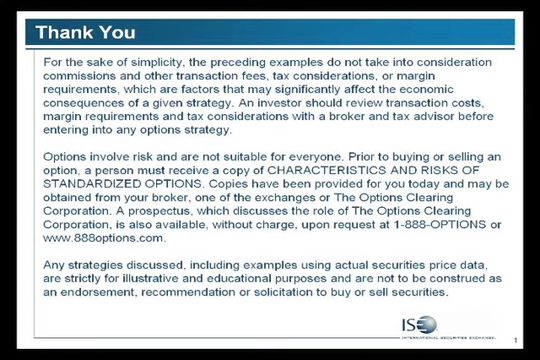 Thank You
For the sake of simplicity, the preceding examples do not take into consideration
commissions and other transaction fees, tax considerations, or margin
requirements, which are factors that may significantly affect the economic
consequences of a given strategy. An investor should review transaction costs,
margin requirements and tax considerations with a broker and tax advisor before
entering into any options strategy.
Options involve risk and are not suitable for everyone. Prior to buying or selling an
option, a person must receive a copy of CHARACTERISTICS AND RISKS OF
STANDARDIZED OPTIONS. Copies have been provided for you today and may be
obtained from your broker, one of the exchanges or The Options Clearing
Corporation. A prospectus, which discusses the role of The Options Clearing
Corporation, is also available, without charge, upon request at 1-888-OPTIONS or
www.888options.com.
Any strategies discussed, including examples using actual securities price data,
are strictly for illustrative and educational purposes and are not to be construed as
an endorsement, recommendation or solicitation to buy or sell securities.
ISE
INTERNATIONAL SECURITIES EXCHANGE.
1